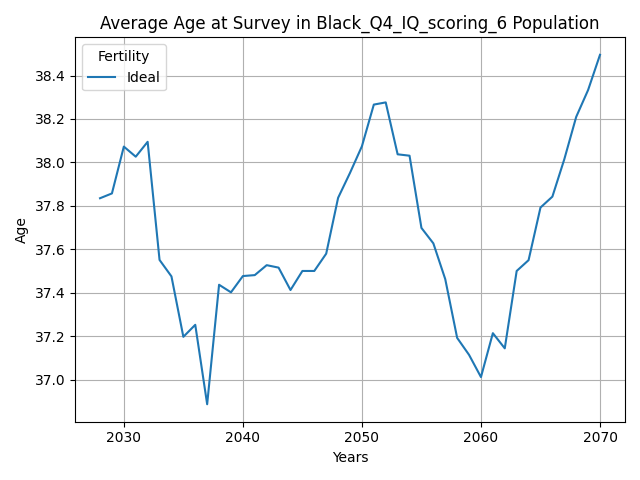 Average Age at Survey in Black_Q4_IQ_scoring_6 Population
Fertility
Ideal
38.4
38.2
38.0
37.8
37.6
37.4
37.2
37.0
Age
2030 2040 2050 2060 2070
Years